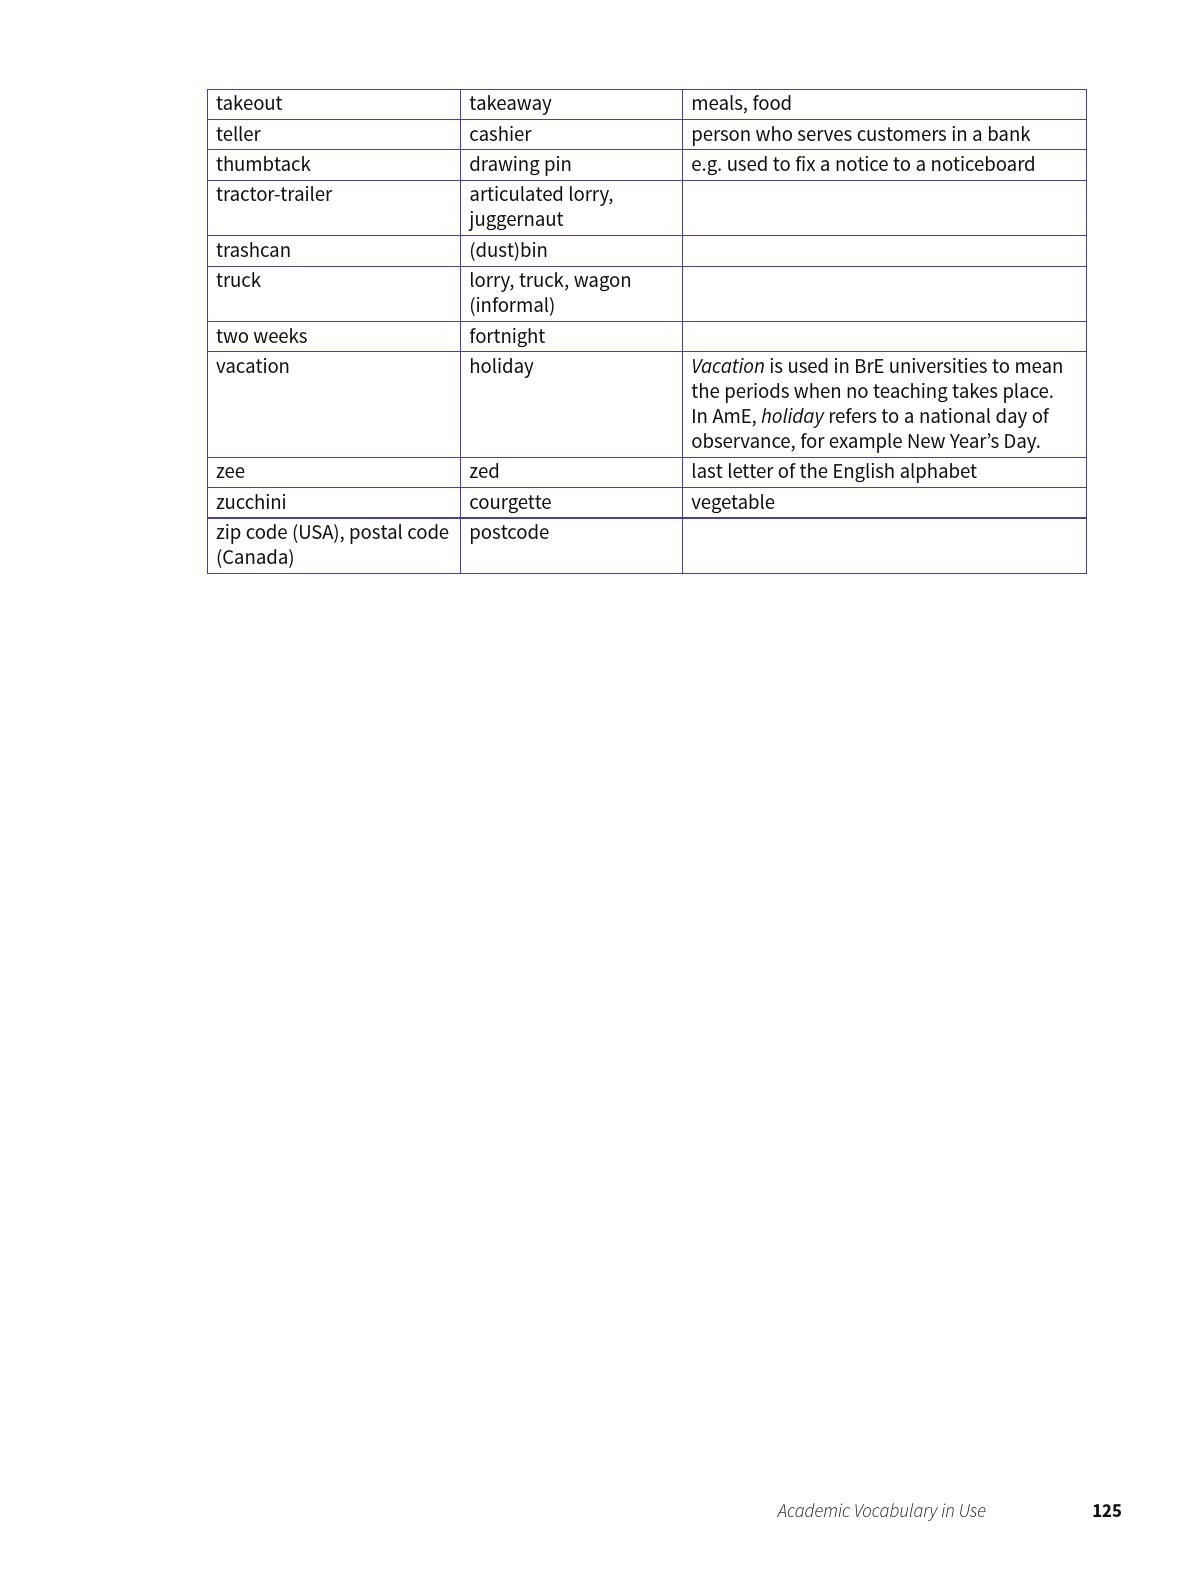 takeout takeaway meals, food
teller cashier person who serves customers in a bank
thumbtack drawing pin e.g. used to fix a notice to a noticeboard
tractor-trailer articulated lorry,
juggernaut
trashcan (dust)bin
truck lorry, truck, wagon
(informal)
two weeks fortnight
vacation holiday Vacation is used in BrE universities to mean
the periods when no teaching takes place.
In AmE, holiday refers to a national day of
observance, for example New Year’s Day.
zee zed last letter of the English alphabet
zucchini courgette vegetable
zip code (USA), postal code postcode
(Canada)
Academic Vocabulary in Use 125